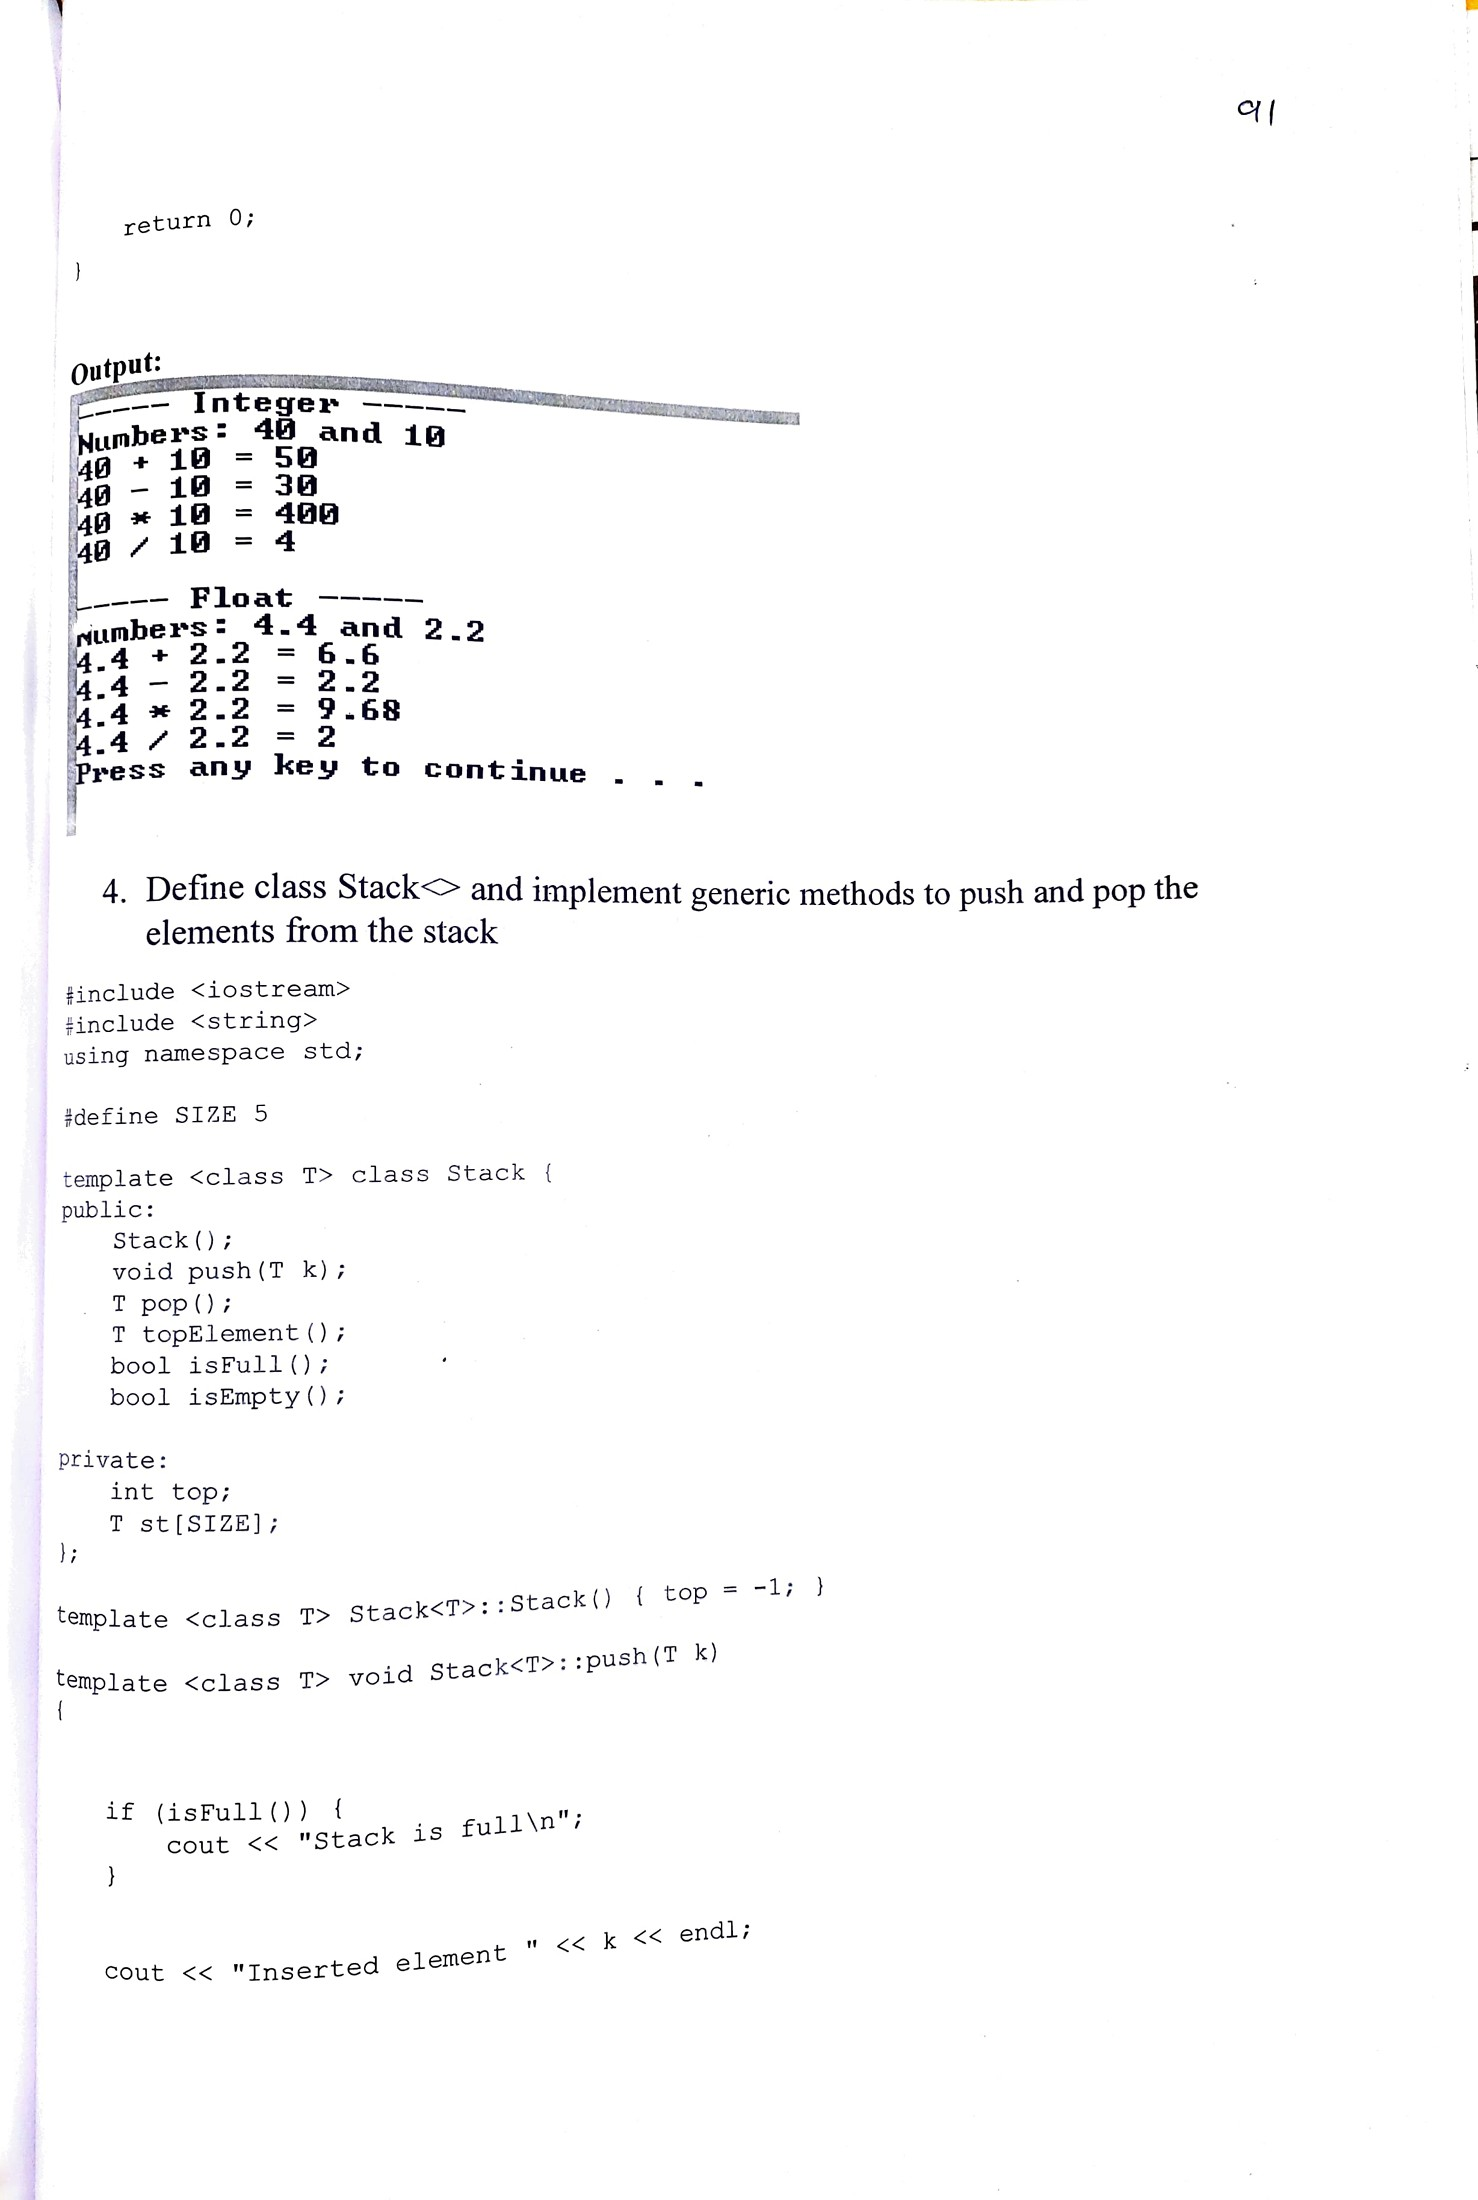 91
return 0;
}
Output:
----- Integer -----
Numbers: 40 and 10
40 + 10 = 50
40 - 10 = 30
40 * 10 = 400
40 / 10 = 4
----- Float -----
Numbers: 4.4 and 2.2
4.4 + 2.2 = 6.6
4.4 - 2.2 = 2.2
4.4 * 2.2 = 9.68
4.4 / 2.2 = 2
Press any key to continue . . .
4. Define class Stack<> and implement generic methods to push and pop the
elements from the stack
#include <iostream>
#include <string>
using namespace std;
#define SIZE 5
template <class T> class Stack {
public:
Stack();
void push(T k);
T pop();
T topElement();
bool isFull();
bool isEmpty();
private:
int top;
T st[SIZE];
};
template <class T> Stack<T>::Stack() { top = -1; }
template <class T> void Stack<T>::push(T k)
{
if (isFull()) {
cout << "Stack is full\n";
}
cout << "Inserted element " << k << endl;